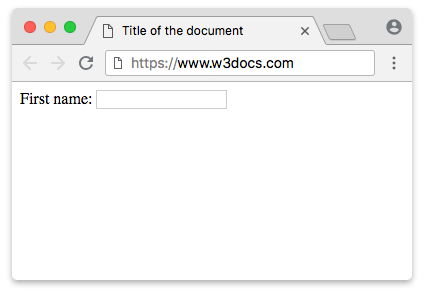 Title of the document
https://www.w3docs.com
First name: